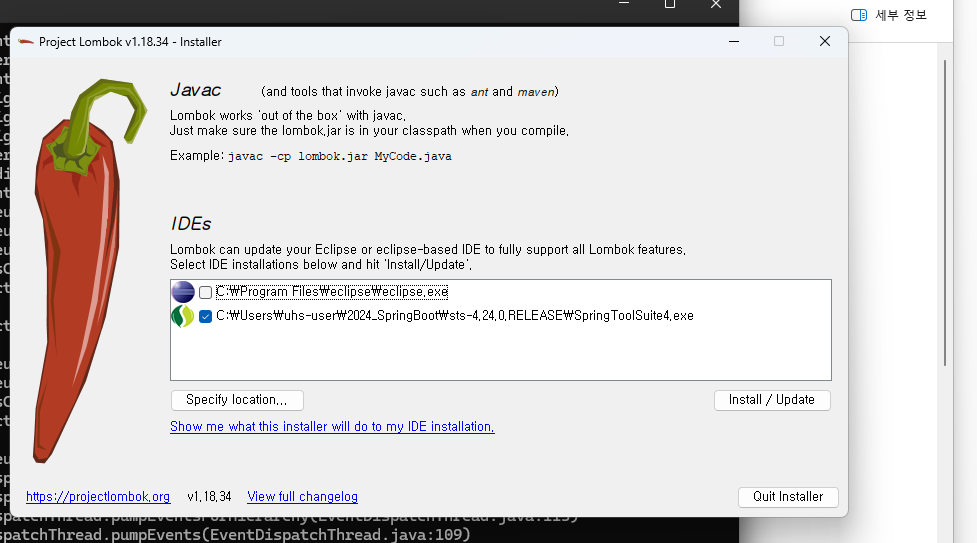 세부 정보
Project Lombok v1.18.34 - Installer
Javac (and tools that invoke javac such as ant and maven)
Lombok works 'out of the box' with javac.
Just make sure the lombok.jar is in your classpath when you compile.
Example: javac -cp lombok.jar MyCode.java
IDEs
Lombok can update your Eclipse or eclipse-based IDE to fully support all Lombok features.
Select IDE installations below and hit 'Install/Update'.
C:₩Program Files₩eclipse₩eclipse.exe
C:₩Users₩uhs-user₩2024_SpringBoot₩sts-4.24.0.RELEASE₩SpringToolSuite4.exe
Specify location...
Install / Update
Show me what this installer will do to my IDE installation.
https://projectlombok.org v1.18.34 View full changelog
Quit Installer
spatchThread.pumpEvents(EventDispatchThread.java:109)